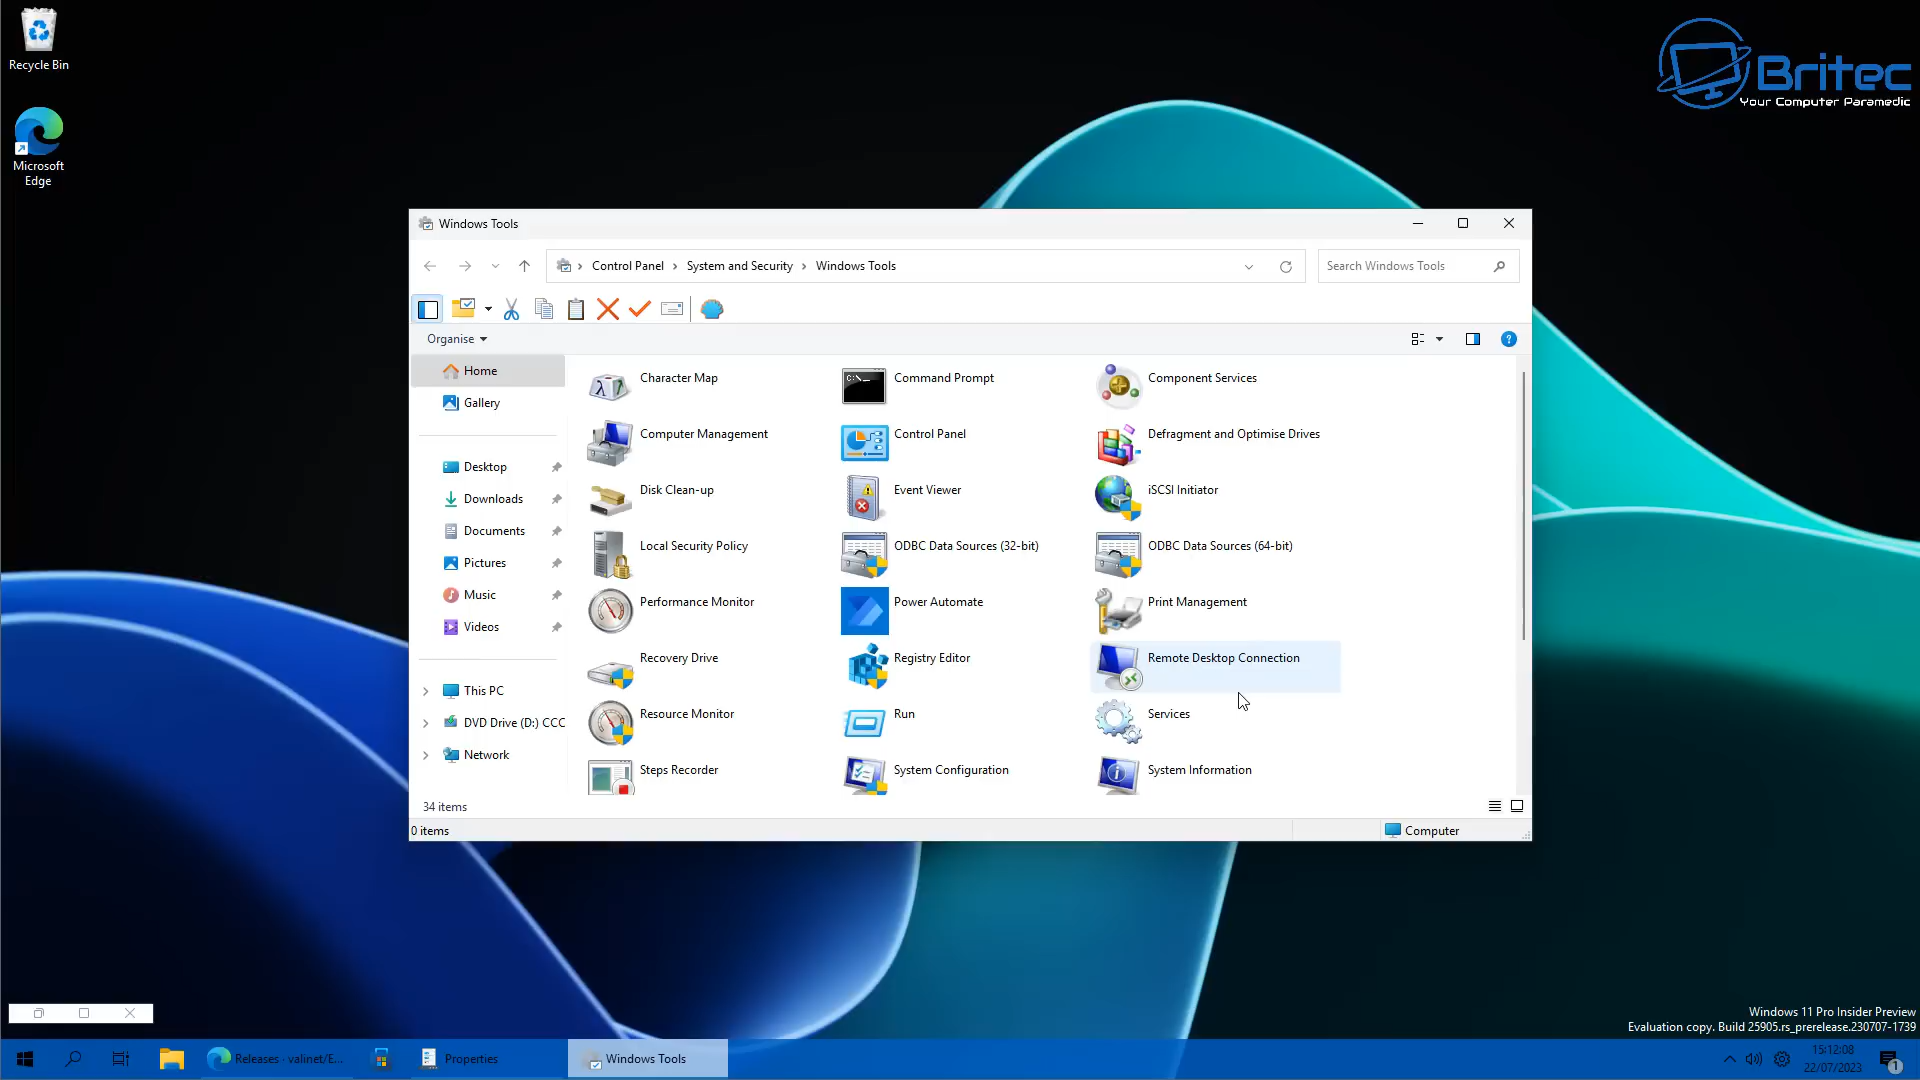 Recycle Bin
Microsoft
Edge
Britec
Your Computer Paramedic
Windows Tools
Control Panel
System and Security
Windows Tools
Search Windows Tools
Organise
?
Home
Gallery
Desktop
Downloads
Documents
Pictures
Music
Videos
This PC
DVD Drive (D:) CCC
Network
Character Map
Command Prompt
Component Services
Computer Management
Control Panel
Defragment and Optimise Drives
Disk Clean-up
Event Viewer
iSCSI Initiator
Local Security Policy
ODBC Data Sources (32-bit)
ODBC Data Sources (64-bit)
Performance Monitor
Power Automate
Print Management
Recovery Drive
Registry Editor
Remote Desktop Connection
Resource Monitor
Run
Services
Steps Recorder
System Configuration
System Information
34 items
0 items
Computer
Windows 11 Pro Insider Preview
Evaluation copy. Build 25905.rs_prerelease.230707-1739
Releases · valinet/E...
Properties
Windows Tools
15:12:08
22/07/2023
1